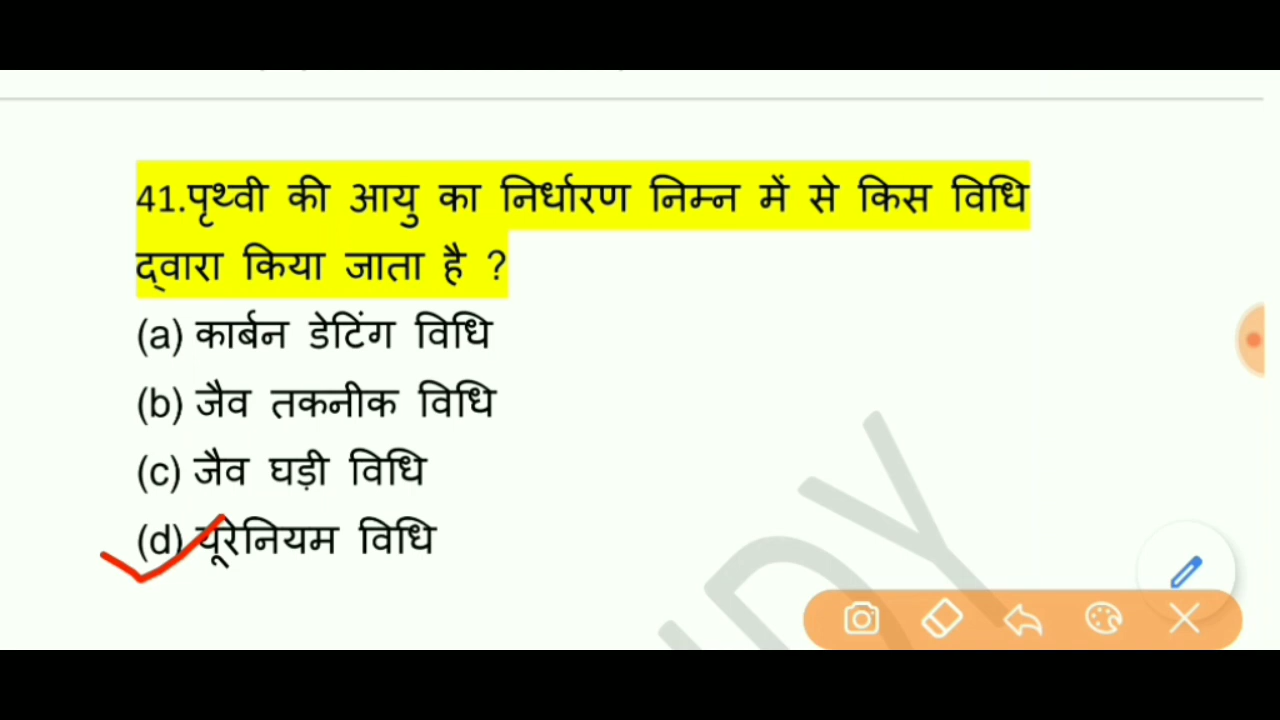 41.पृथ्वी की आयु का निर्धारण निम्न में से किस विधि
द्वारा किया जाता है ?
(a) कार्बन डेटिंग विधि
(b) जैव तकनीक विधि
(c) जैव घड़ी विधि
(d) यूरेनियम विधि